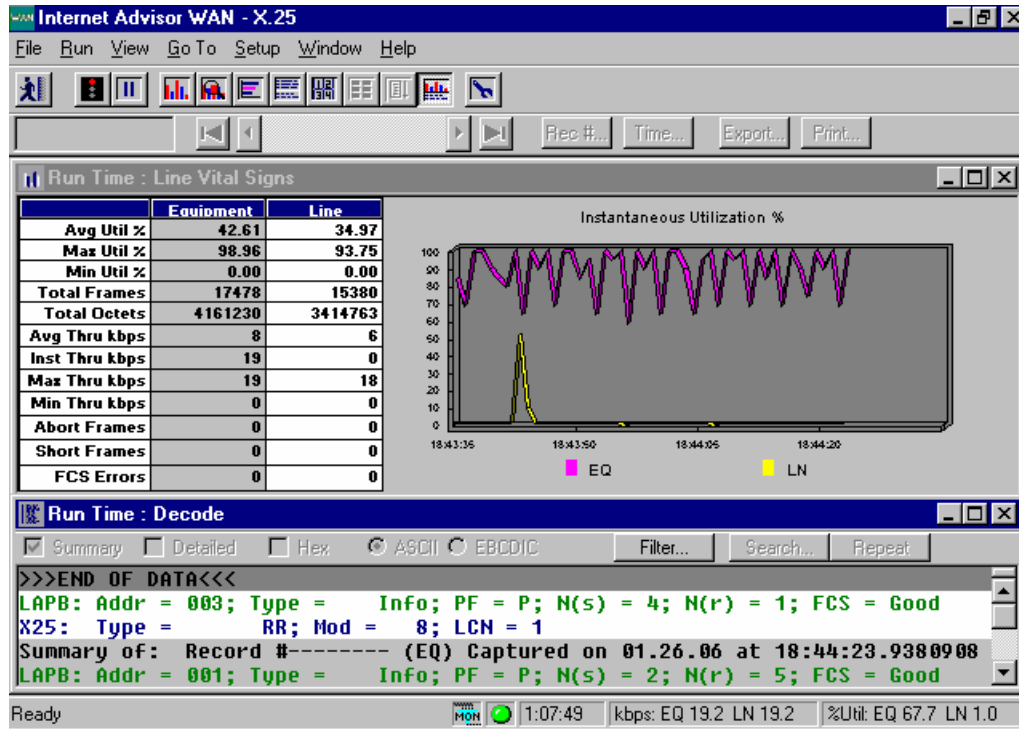 WAN Internet Advisor WAN - X.25
File Run View Go To Setup Window Help
Rec #... Time... Export... Print...
Run Time : Line Vital Signs
Equipment Line
Avg Util % 42.61 34.97
Max Util % 98.96 93.75
Min Util % 0.00 0.00
Total Frames 17478 15380
Total Octets 4161230 3414763
Avg Thru kbps 8 6
Inst Thru kbps 19 0
Max Thru kbps 19 18
Min Thru kbps 0 0
Abort Frames 0 0
Short Frames 0 0
FCS Errors 0 0
Instantaneous Utilization %
100
90
80
70
60
50
40
30
20
10
0
18:43:35 18:43:50 18:44:05 18:44:20
EQ LN
Run Time : Decode
Summary Detailed Hex ASCII EBCDIC Filter... Search... Repeat
>>>END OF DATA<<<
LAPB: Addr = 003; Type = Info; PF = P; N(s) = 4; N(r) = 1; FCS = Good
X25: Type = RR; Mod = 8; LCN = 1
Summary of: Record #-------- (EQ) Captured on 01.26.06 at 18:44:23.9380908
LAPB: Addr = 001; Type = Info; PF = P; N(s) = 2; N(r) = 5; FCS = Good
Ready MON 1:07:49 kbps: EQ 19.2 LN 19.2 %Util: EQ 67.7 LN 1.0